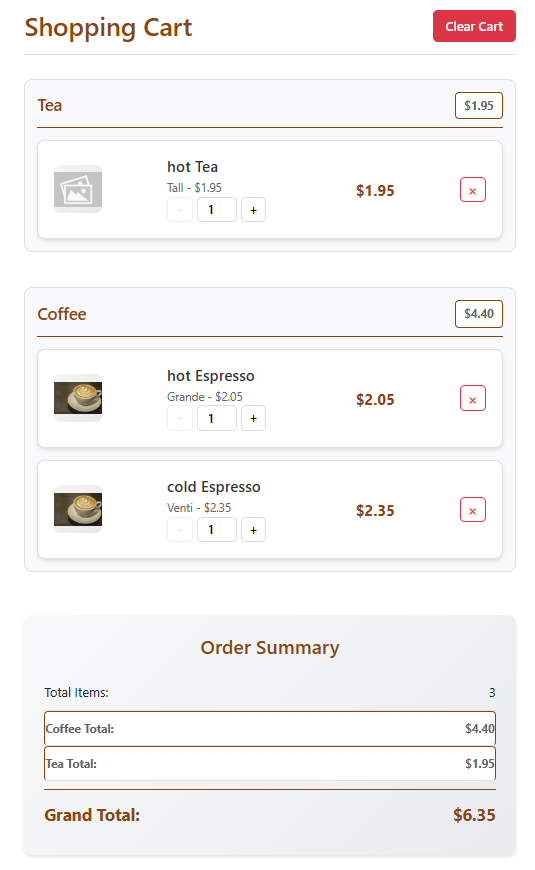 Shopping Cart
Clear Cart
Tea
$1.95
hot Tea
Tall - $1.95
- 1 +
$1.95
×
Coffee
$4.40
hot Espresso
Grande - $2.05
- 1 +
$2.05
×
cold Espresso
Venti - $2.35
- 1 +
$2.35
×
Order Summary
Total Items: 3
Coffee Total: $4.40
Tea Total: $1.95
Grand Total: $6.35